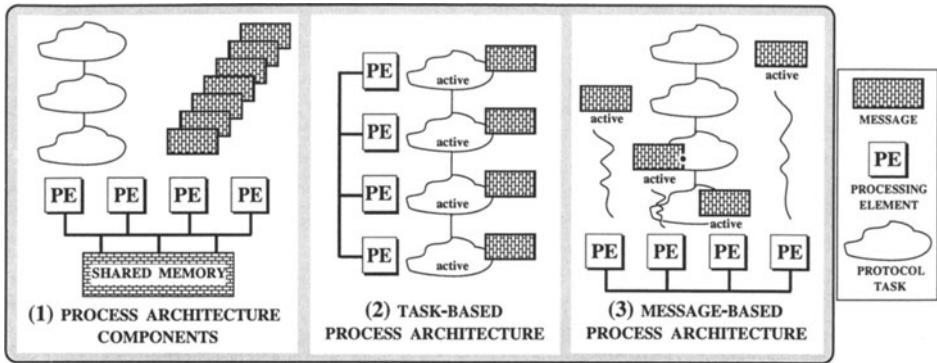 PE PE PE PE
SHARED MEMORY
(1) PROCESS ARCHITECTURE
COMPONENTS
PE
active
PE
active
PE
active
PE
active
(2) TASK-BASED
PROCESS ARCHITECTURE
active
active
active
active
PE PE PE PE
(3) MESSAGE-BASED
PROCESS ARCHITECTURE
MESSAGE
PE
PROCESSING
ELEMENT
PROTOCOL
TASK